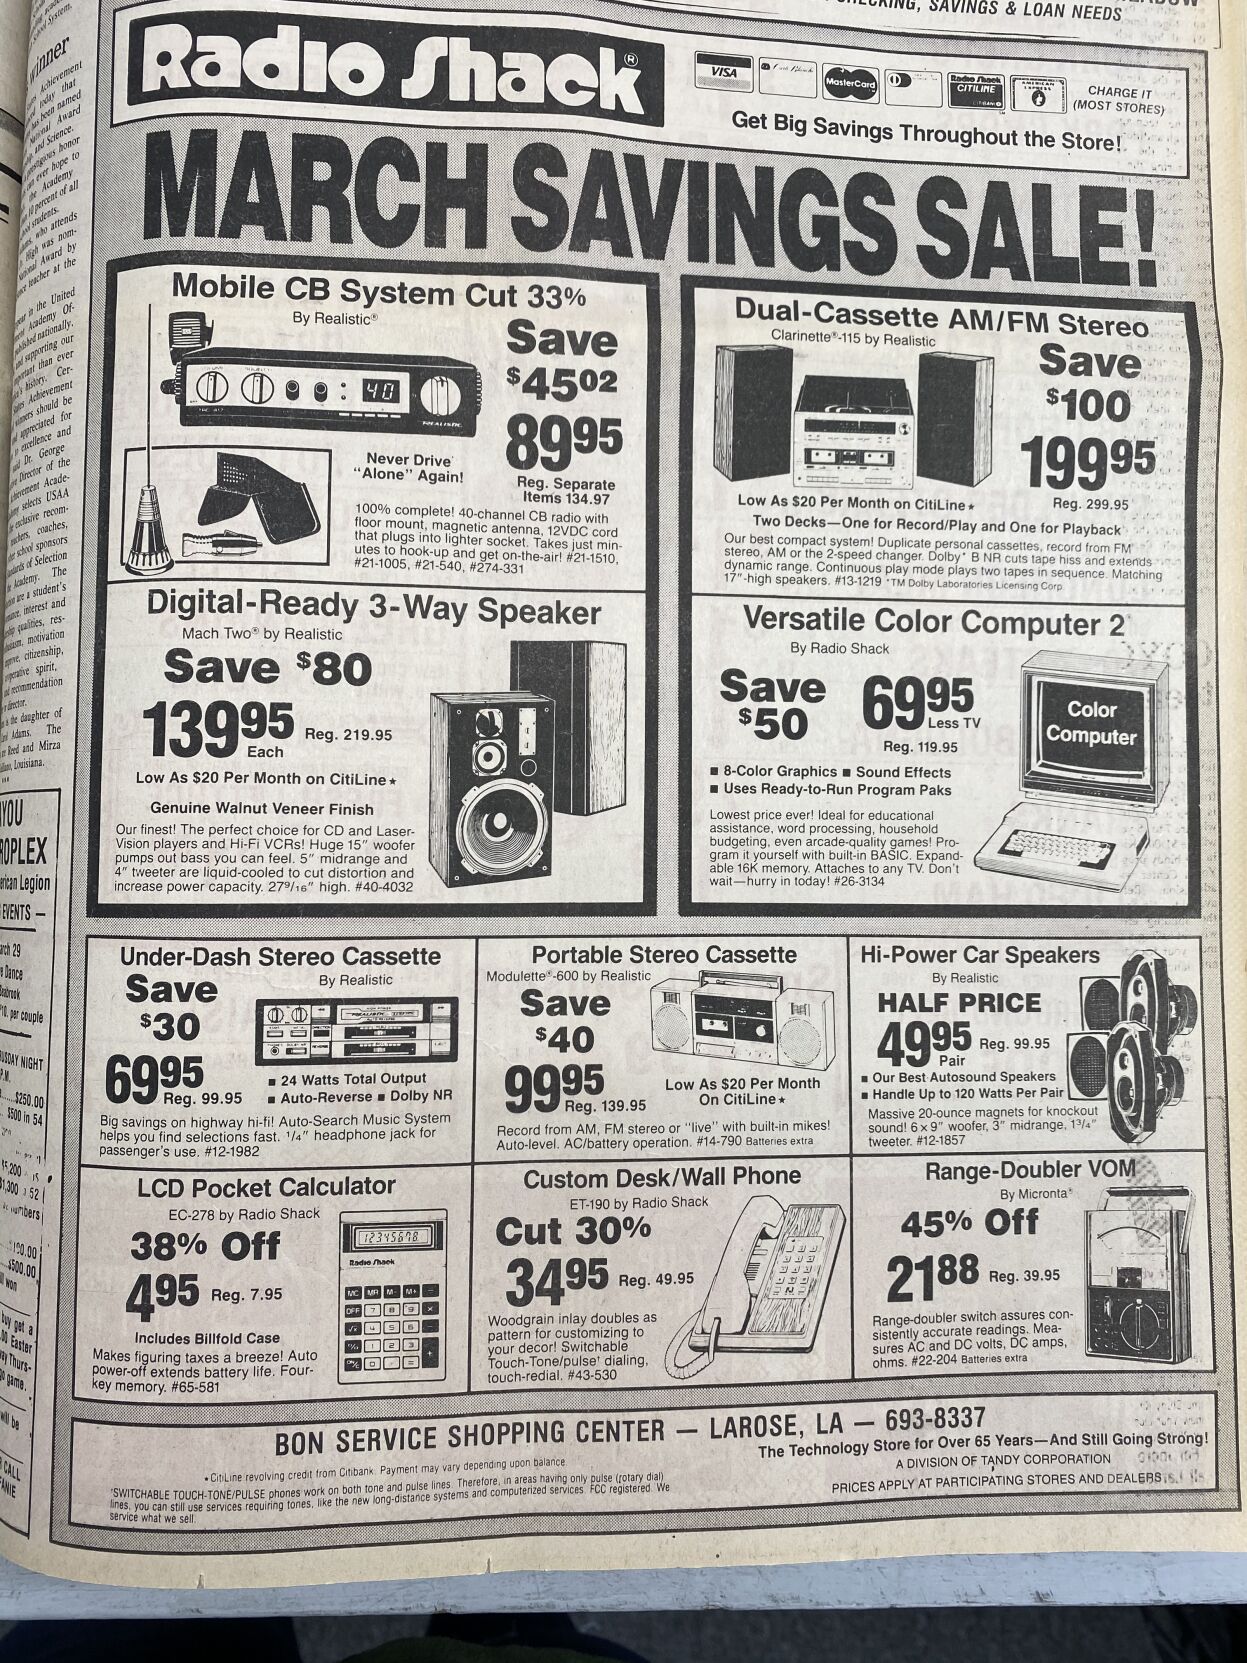 CHECKING, SAVINGS & LOAN NEEDS
Radio Shack®
VISA
MasterCard
Radio Shack
CITILINE
CHARGE IT
(MOST STORES)
Get Big Savings Throughout the Store!
MARCH SAVINGS SALE!
Mobile CB System Cut 33%
By Realistic®
Save
$45⁰²
89⁹⁵
Reg. Separate
Items 134.97
40
REALISTIC
Never Drive
"Alone" Again!
100% complete! 40-channel CB radio with
floor mount, magnetic antenna, 12VDC cord
that plugs into lighter socket. Takes just min-
utes to hook-up and get on-the-air! #21-1510,
#21-1005, #21-540, #274-331
Dual-Cassette AM/FM Stereo
Clarinette®-115 by Realistic
Save
$100
199⁹⁵
Reg. 299.95
Low As $20 Per Month on CitiLine★
Two Decks—One for Record/Play and One for Playback
Our best compact system! Duplicate personal cassettes, record from FM
stereo, AM or the 2-speed changer. Dolby* B NR cuts tape hiss and extends
dynamic range. Continuous play mode plays two tapes in sequence. Matching
17"-high speakers. #13-1219 *TM Dolby Laboratories Licensing Corp.
Digital-Ready 3-Way Speaker
Mach Two® by Realistic
Save $80
139⁹⁵
Each
Reg. 219.95
Low As $20 Per Month on CitiLine★
Genuine Walnut Veneer Finish
Our finest! The perfect choice for CD and Laser-
Vision players and Hi-Fi VCRs! Huge 15" woofer
pumps out bass you can feel. 5" midrange and
4" tweeter are liquid-cooled to cut distortion and
increase power capacity. 27⁹/₁₆" high. #40-4032
Versatile Color Computer 2
By Radio Shack
Save
$50
69⁹⁵
Less TV
Reg. 119.95
Color
Computer
■ 8-Color Graphics ■ Sound Effects
■ Uses Ready-to-Run Program Paks
Lowest price ever! Ideal for educational
assistance, word processing, household
budgeting, even arcade-quality games! Pro-
gram it yourself with built-in BASIC. Expand-
able 16K memory. Attaches to any TV. Don't
wait—hurry in today! #26-3134
Under-Dash Stereo Cassette
By Realistic
Save
$30
69⁹⁵
Reg. 99.95
■ 24 Watts Total Output
■ Auto-Reverse ■ Dolby NR
Big savings on highway hi-fi! Auto-Search Music System
helps you find selections fast. ¹/₄" headphone jack for
passenger's use. #12-1982
Portable Stereo Cassette
Modulette®-600 by Realistic
Save
$40
99⁹⁵
Reg. 139.95
Low As $20 Per Month
On CitiLine★
Record from AM, FM stereo or "live" with built-in mikes!
Auto-level. AC/battery operation. #14-790 Batteries extra
Hi-Power Car Speakers
By Realistic
HALF PRICE
49⁹⁵
Pair
Reg. 99.95
■ Our Best Autosound Speakers
■ Handle Up to 120 Watts Per Pair
Massive 20-ounce magnets for knockout
sound! 6 × 9" woofer, 3" midrange, 1³/₄"
tweeter. #12-1857
LCD Pocket Calculator
EC-278 by Radio Shack
38% Off
4⁹⁵
Reg. 7.95
12345678
Radio Shack
Includes Billfold Case
Makes figuring taxes a breeze! Auto
power-off extends battery life. Four-
key memory. #65-581
Custom Desk/Wall Phone
ET-190 by Radio Shack
Cut 30%
34⁹⁵
Reg. 49.95
Woodgrain inlay doubles as
pattern for customizing to
your decor! Switchable
Touch-Tone/pulse† dialing,
touch-redial. #43-530
Range-Doubler VOM
By Micronta®
45% Off
21⁸⁸
Reg. 39.95
Range-doubler switch assures con-
sistently accurate readings. Mea-
sures AC and DC volts, DC amps,
ohms. #22-204 Batteries extra
BON SERVICE SHOPPING CENTER — LAROSE, LA — 693-8337
The Technology Store for Over 65 Years—And Still Going Strong!
A DIVISION OF TANDY CORPORATION
PRICES APPLY AT PARTICIPATING STORES AND DEALERS
★CitiLine revolving credit from Citibank. Payment may vary depending upon balance.
†SWITCHABLE TOUCH-TONE/PULSE phones work on both tone and pulse lines. Therefore, in areas having only pulse (rotary dial)
lines, you can still use services requiring tones, like the new long-distance systems and computerized services. FCC registered. We
service what we sell.